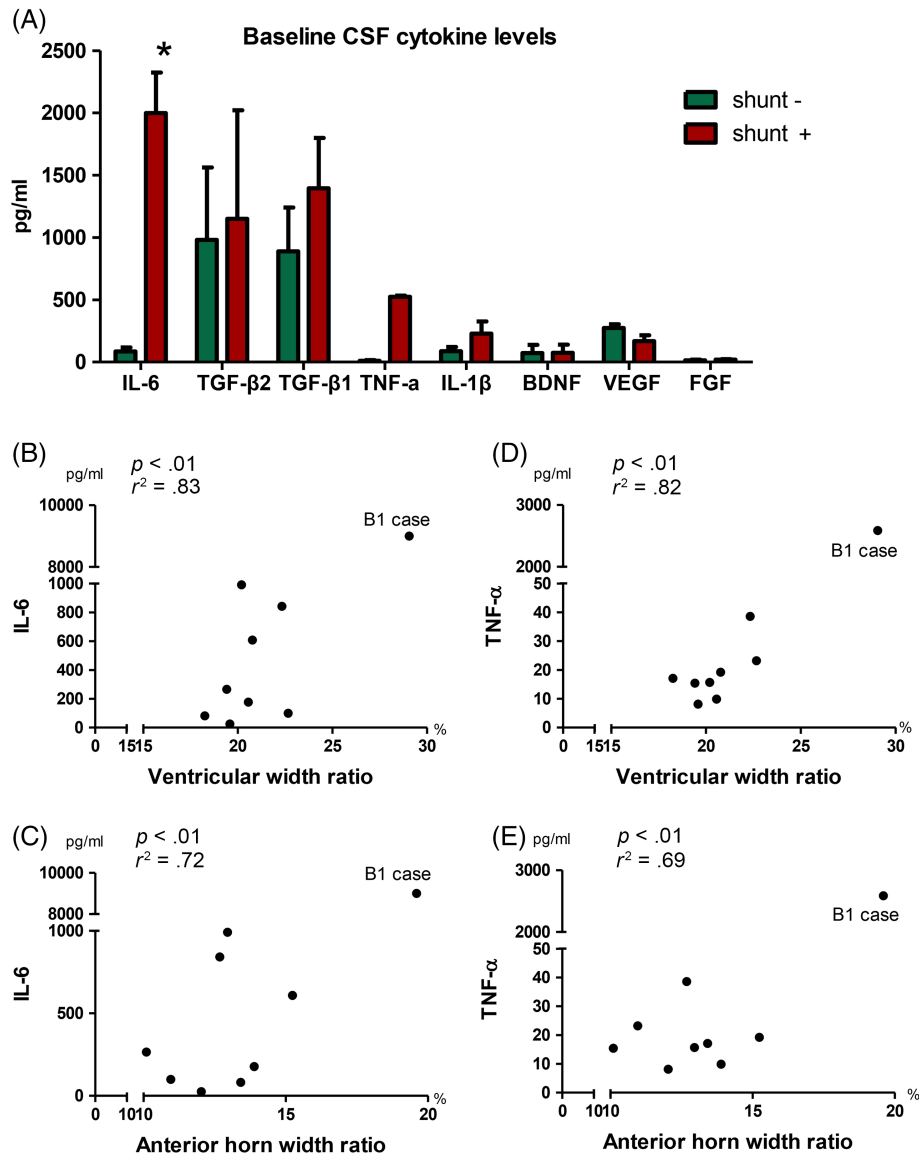 (A)
Baseline CSF cytokine levels
pg/ml
2500
2000
1500
1000
500
0
*
shunt -
shunt +
IL-6 TGF-β2 TGF-β1 TNF-a IL-1β BDNF VEGF FGF
(B)
pg/ml
p < .01
r² = .83
10000
8000
1000
800
600
400
200
0
IL-6
B1 case
0 15 15 20 25 30 %
Ventricular width ratio
(D)
pg/ml
p < .01
r² = .82
3000
2000
50
40
30
20
10
0
TNF-α
B1 case
0 15 15 20 25 30 %
Ventricular width ratio
(C)
pg/ml
p < .01
r² = .72
10000
8000
1000
500
0
IL-6
B1 case
0 10 10 15 20 %
Anterior horn width ratio
(E)
pg/ml
p < .01
r² = .69
3000
2000
50
40
30
20
10
0
TNF-α
B1 case
0 10 10 15 20 %
Anterior horn width ratio